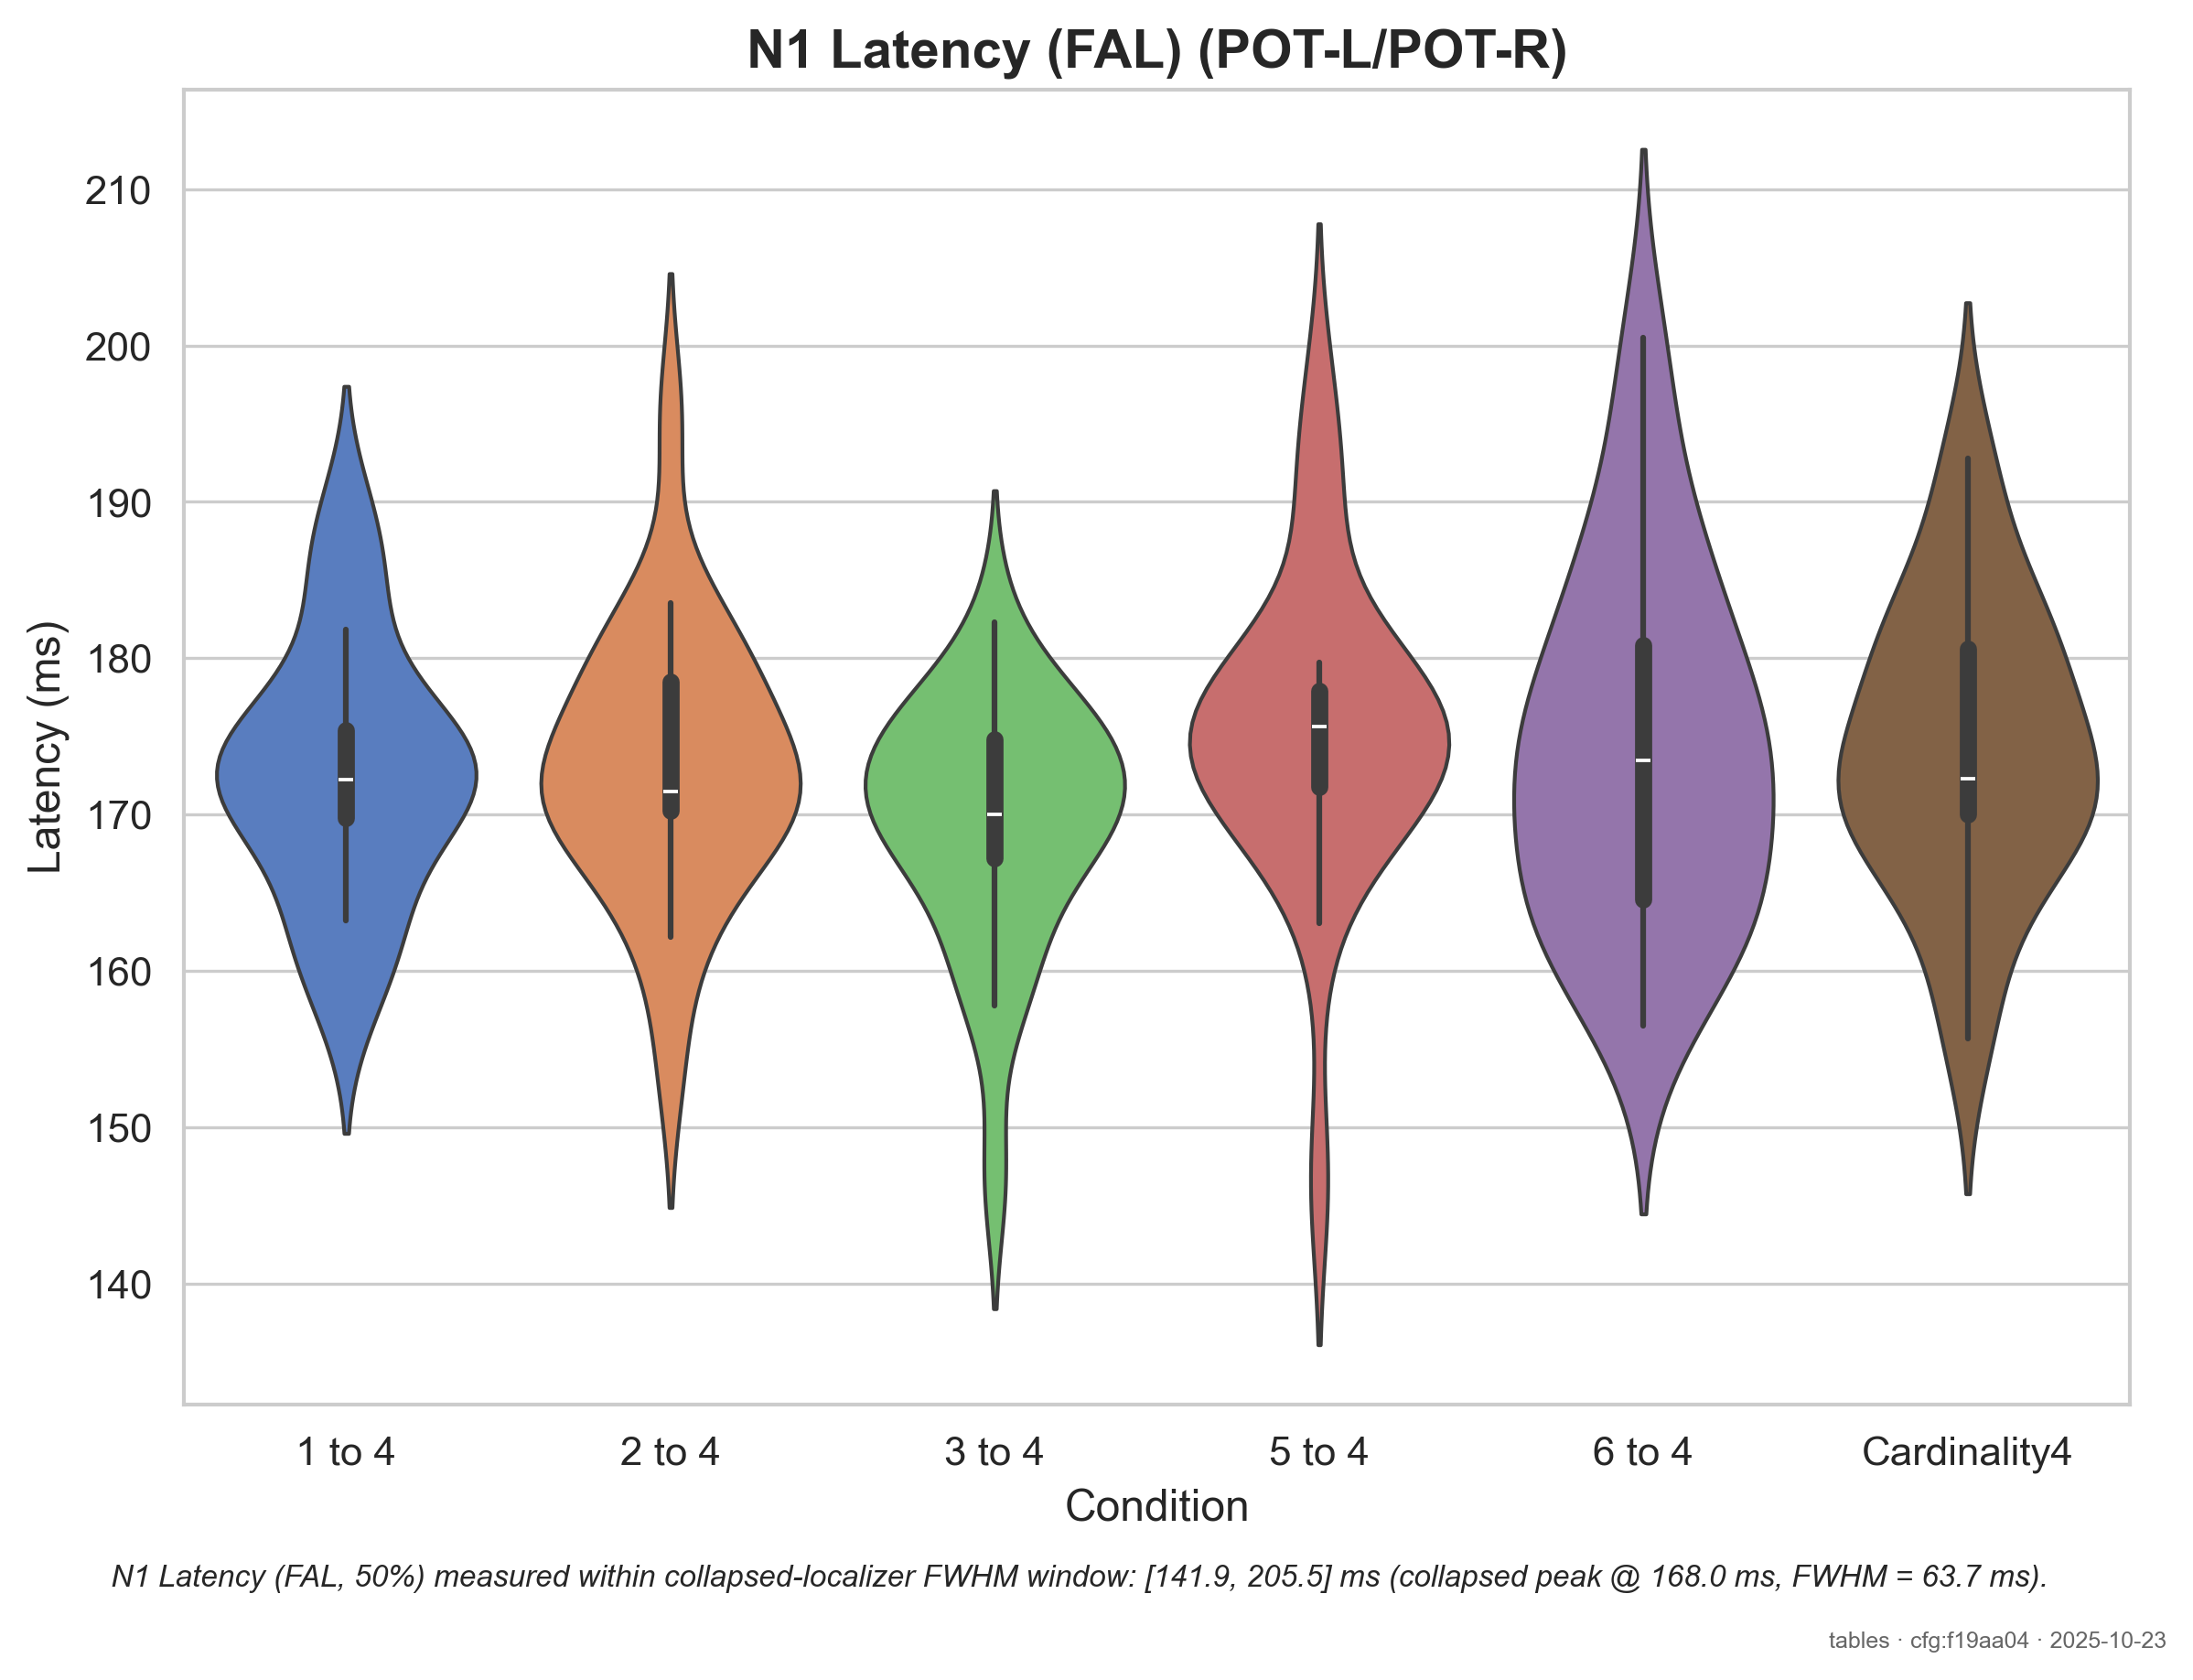 N1 Latency (FAL) (POT-L/POT-R)
Latency (ms)
210
200
190
180
170
160
150
140
1 to 4 2 to 4 3 to 4 5 to 4 6 to 4 Cardinality4
Condition
N1 Latency (FAL, 50%) measured within collapsed-localizer FWHM window: [141.9, 205.5] ms (collapsed peak @ 168.0 ms, FWHM = 63.7 ms).
tables · cfg:f19aa04 · 2025-10-23